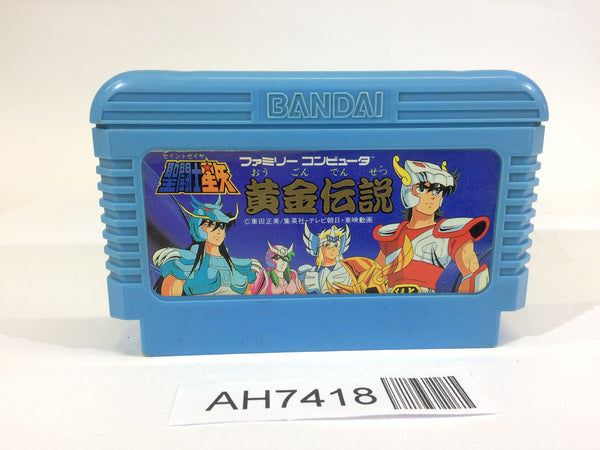 BANDAI
セイントセイヤ
聖闘士星矢
ファミリー コンピュータ
おう ごん でん せつ
黄金伝説
©車田正美/集英社・テレビ朝日・東映動画
AH7418